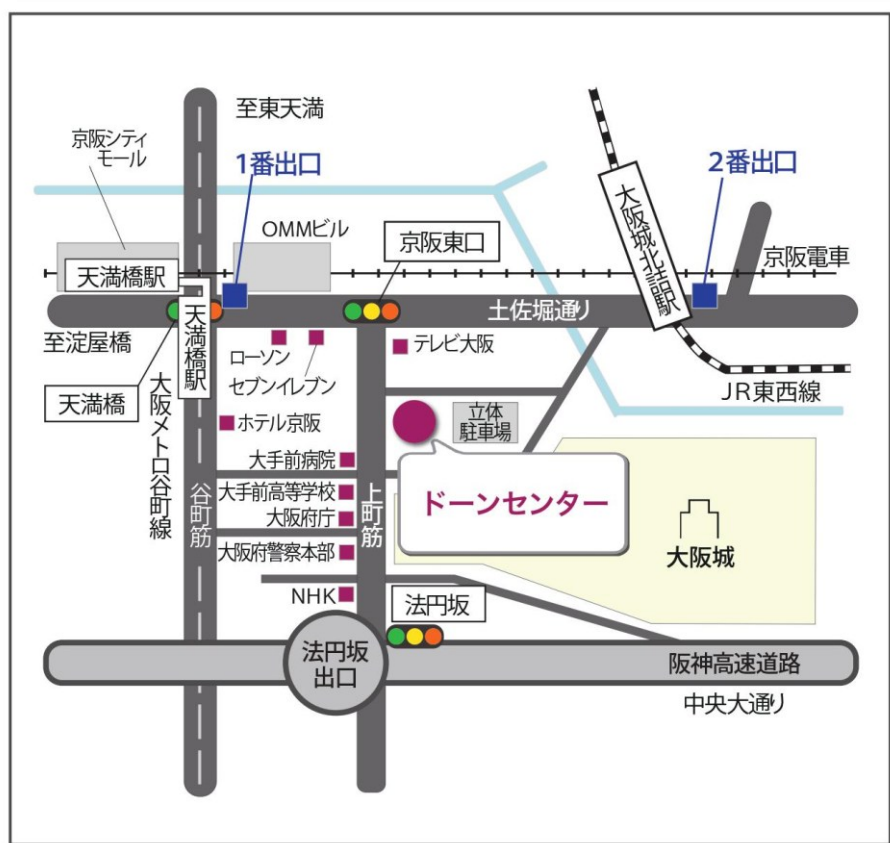 至東天満
京阪シティ
モール
1番出口
2番出口
OMMビル
京阪東口
大阪城北詰駅
京阪電車
天満橋駅
天満橋駅
土佐堀通り
至淀屋橋
ローソン
セブンイレブン
テレビ大阪
JR東西線
天満橋
大阪メトロ谷町線
ホテル京阪
立体
駐車場
大手前病院
大手前高等学校
大阪府庁
大阪府警察本部
谷町筋
上町筋
ドーンセンター
大阪城
NHK
法円坂
法円坂
出口
阪神高速道路
中央大通り